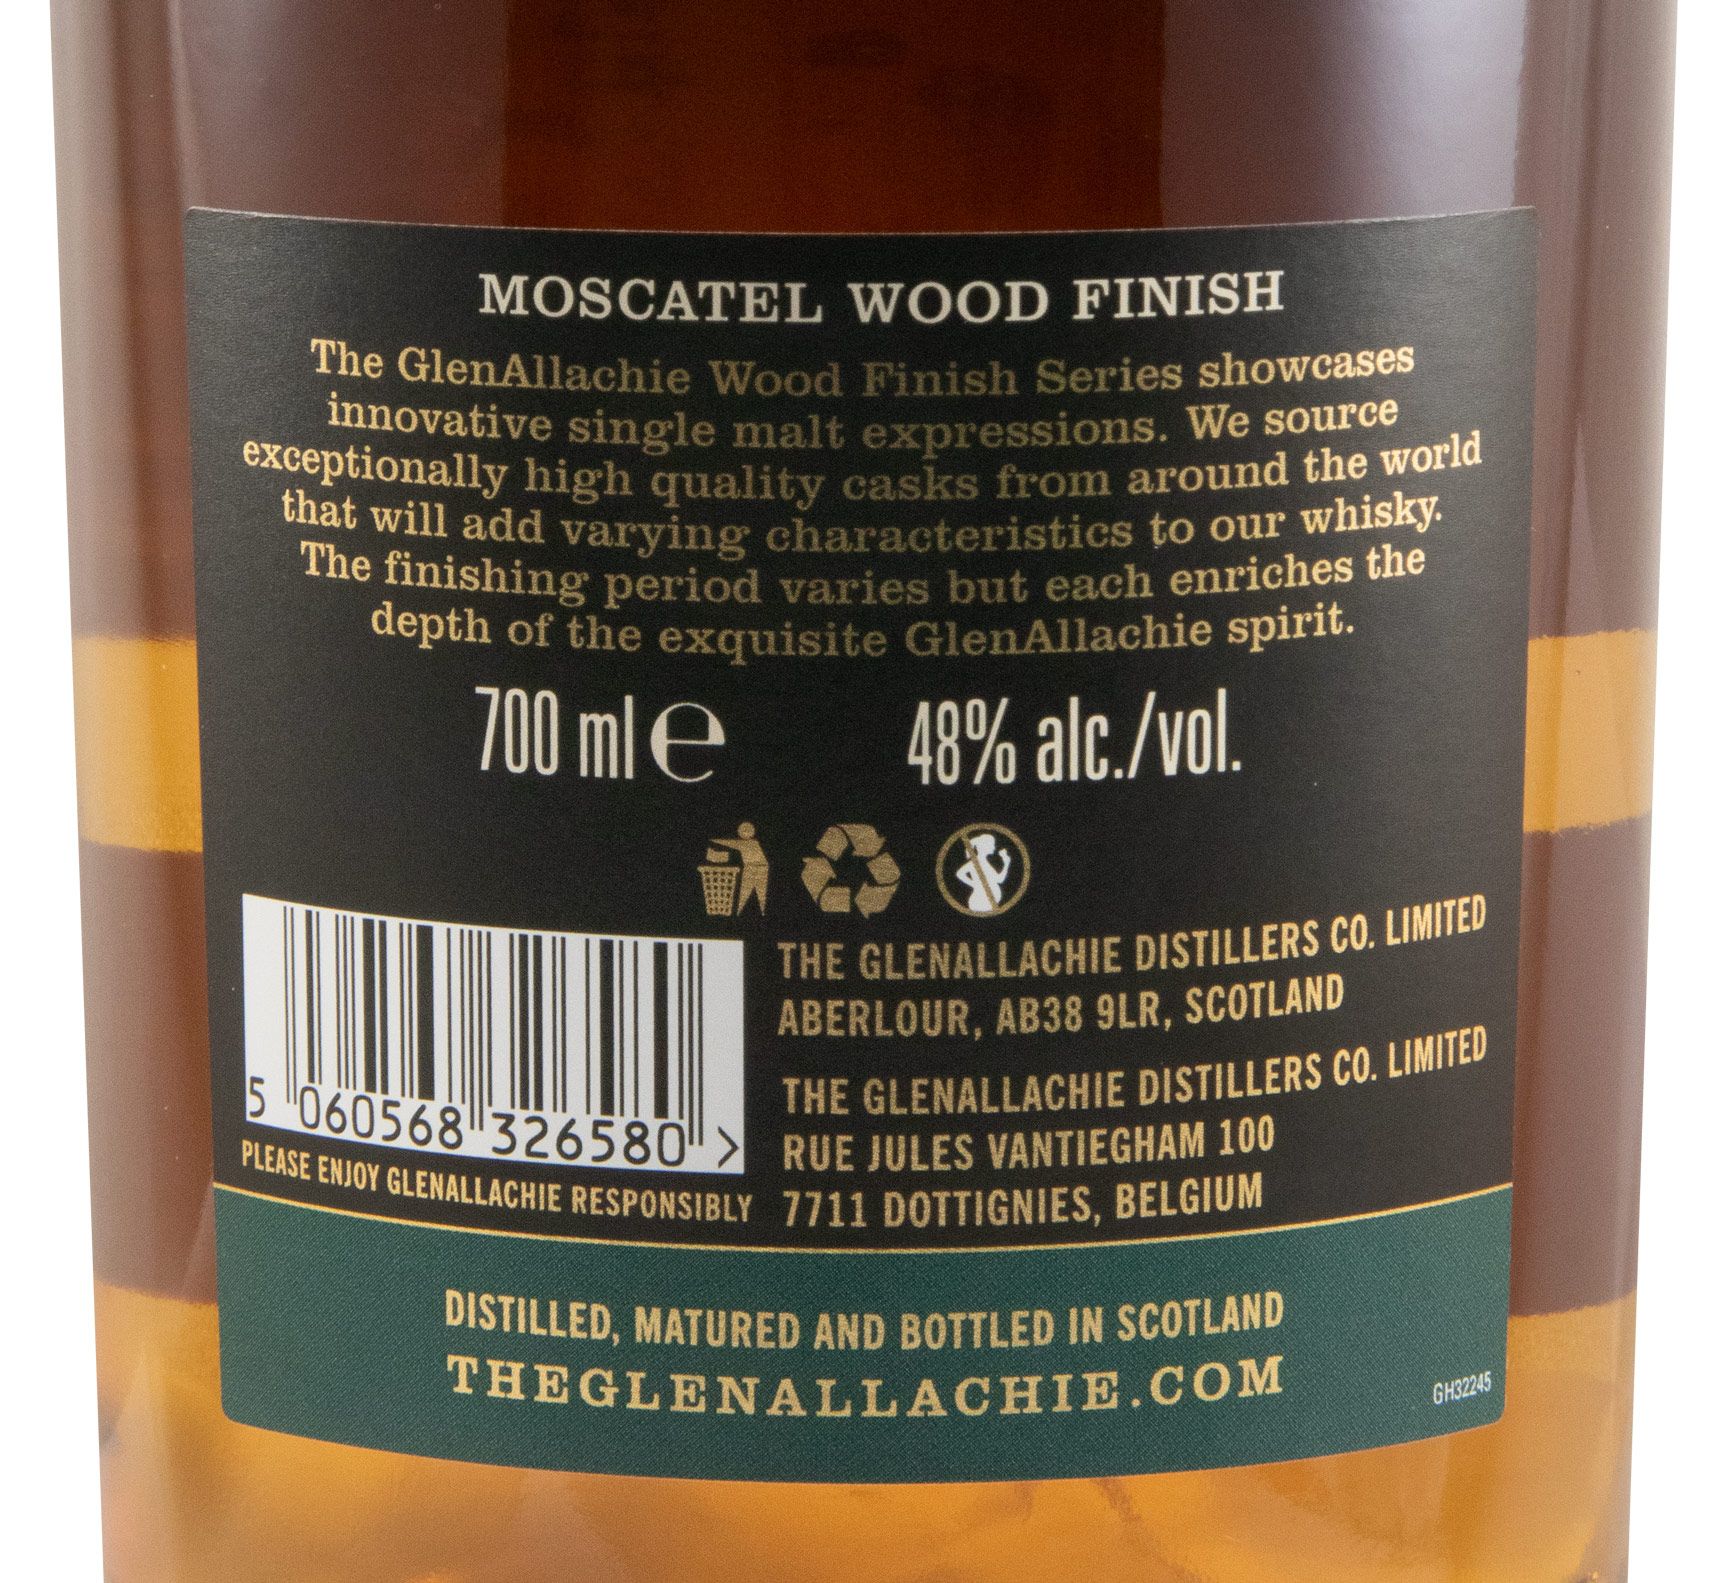 MOSCATEL WOOD FINISH
The GlenAllachie Wood Finish Series showcases
innovative single malt expressions. We source
exceptionally high quality casks from around the world
that will add varying characteristics to our whisky.
The finishing period varies but each enriches the
depth of the exquisite GlenAllachie spirit.
700 ml e
48% alc./vol.
5 060568 326580 >
PLEASE ENJOY GLENALLACHIE RESPONSIBLY
THE GLENALLACHIE DISTILLERS CO. LIMITED
ABERLOUR, AB38 9LR, SCOTLAND
THE GLENALLACHIE DISTILLERS CO. LIMITED
RUE JULES VANTIEGHAM 100
7711 DOTTIGNIES, BELGIUM
DISTILLED, MATURED AND BOTTLED IN SCOTLAND
THEGLENALLACHIE.COM
GH32245